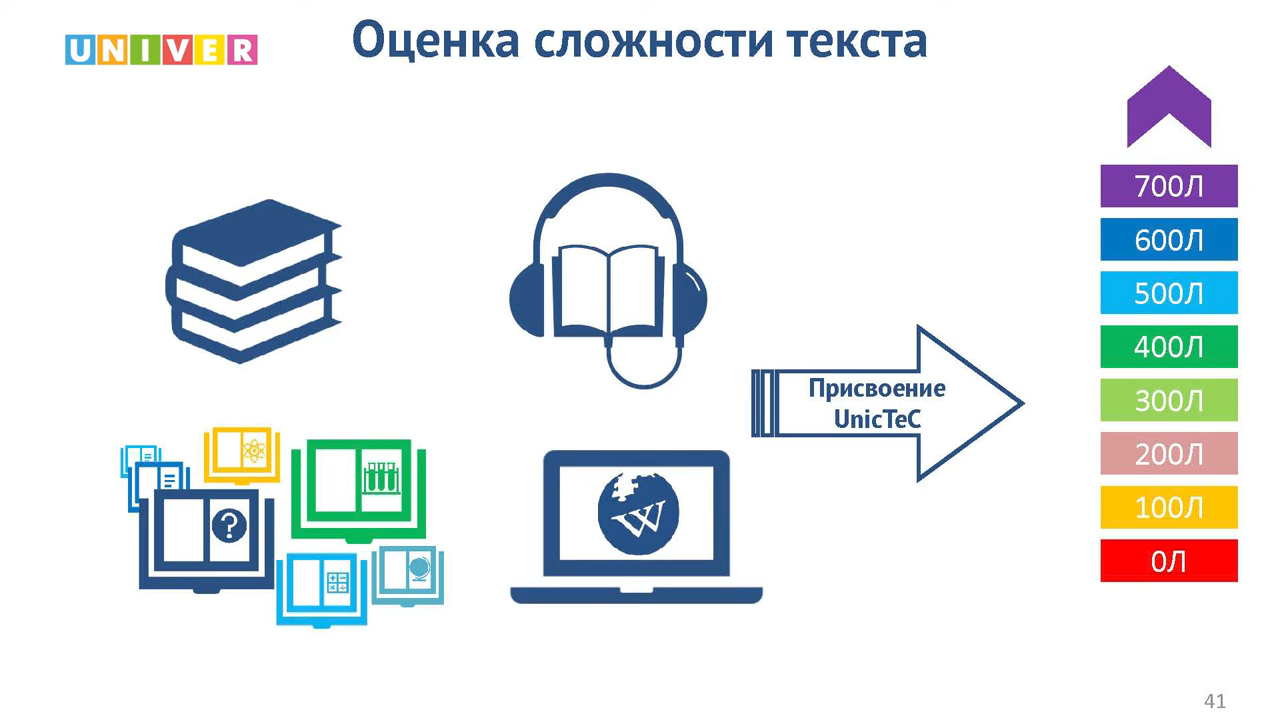 UNIVER
Оценка сложности текста
700Л
600Л
500Л
400Л
300Л
200Л
100Л
0Л
Присвоение
UnicTeC
?
W
41